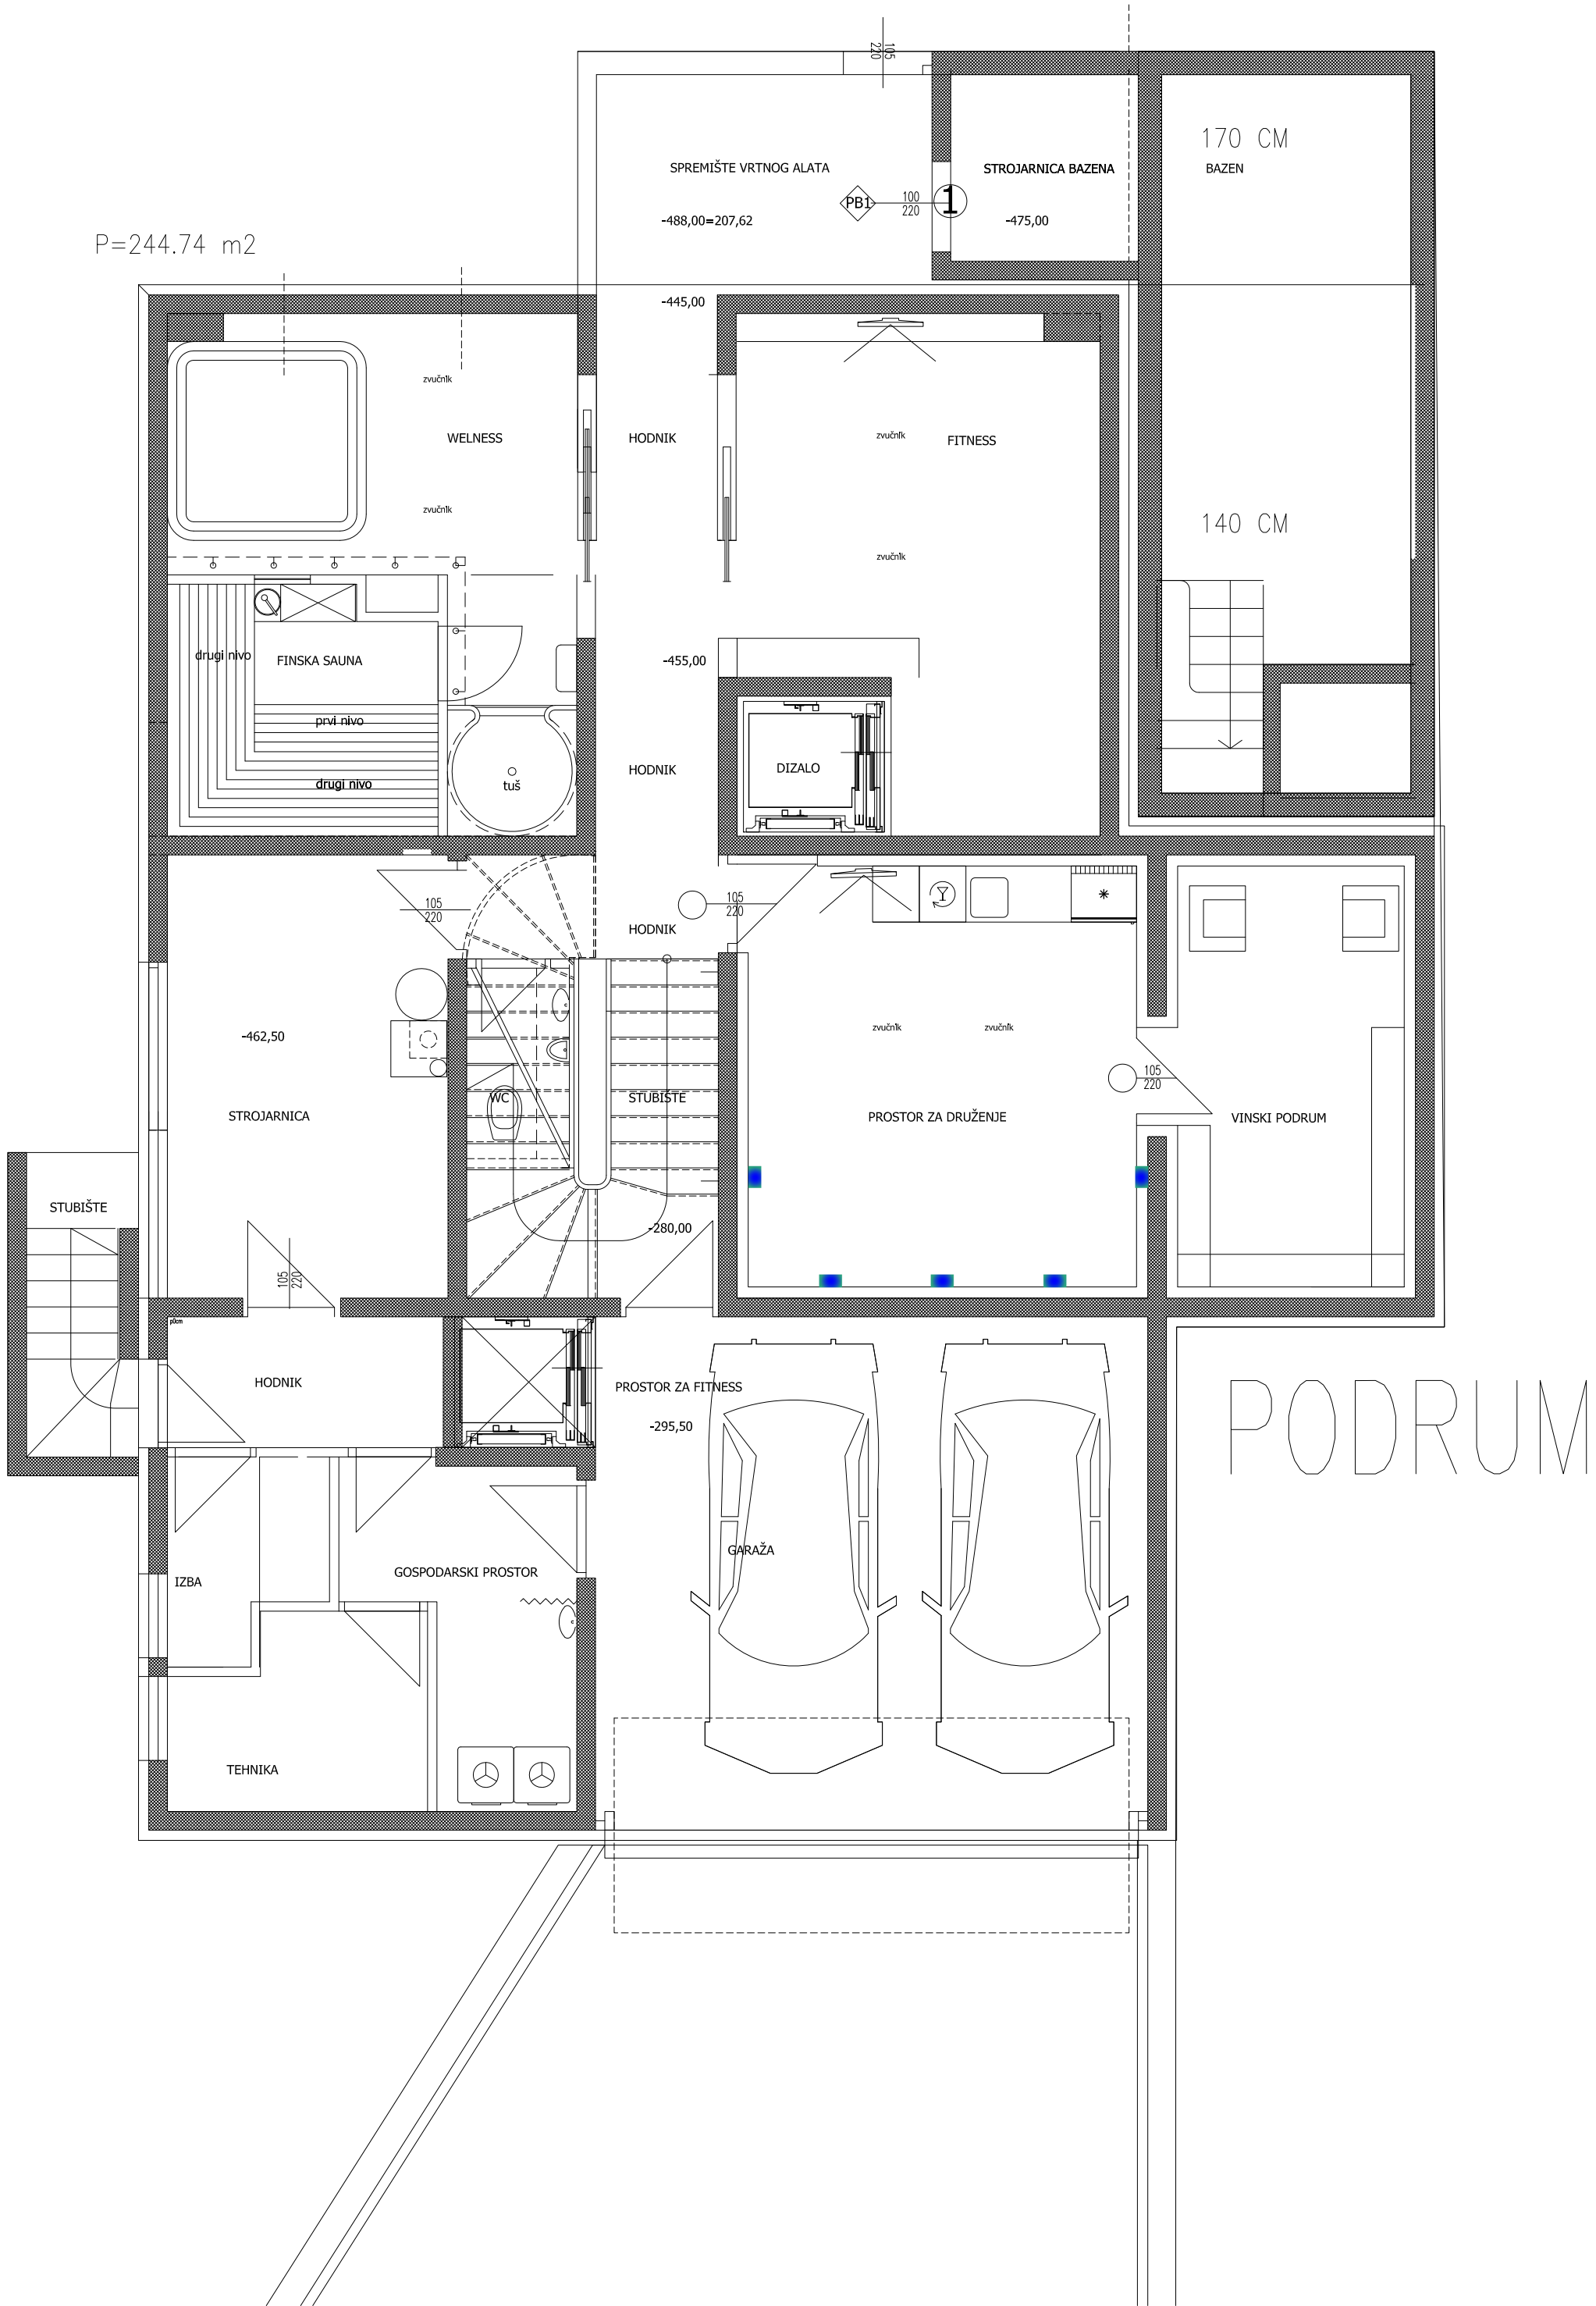 105
220
170 CM
SPREMIŠTE VRTNOG ALATA
STROJARNICA BAZENA
BAZEN
PB1
100
220
1
-488,00=207,62
-475,00
P=244.74 m2
-445,00
zvučnik
WELNESS
HODNIK
zvučnik
FITNESS
zvučnik
140 CM
zvučnik
drugi nivo
FINSKA SAUNA
-455,00
prvi nivo
HODNIK
DIZALO
drugi nivo
tuš
105
220
105
220
HODNIK
-462,50
zvučnik
zvučnik
105
220
WC
STUBIŠTE
STROJARNICA
PROSTOR ZA DRUŽENJE
VINSKI PODRUM
STUBIŠTE
-280,00
105
220
p0cm
HODNIK
PROSTOR ZA FITNESS
-295,50
PODRUM
GARAŽA
IZBA
GOSPODARSKI PROSTOR
TEHNIKA